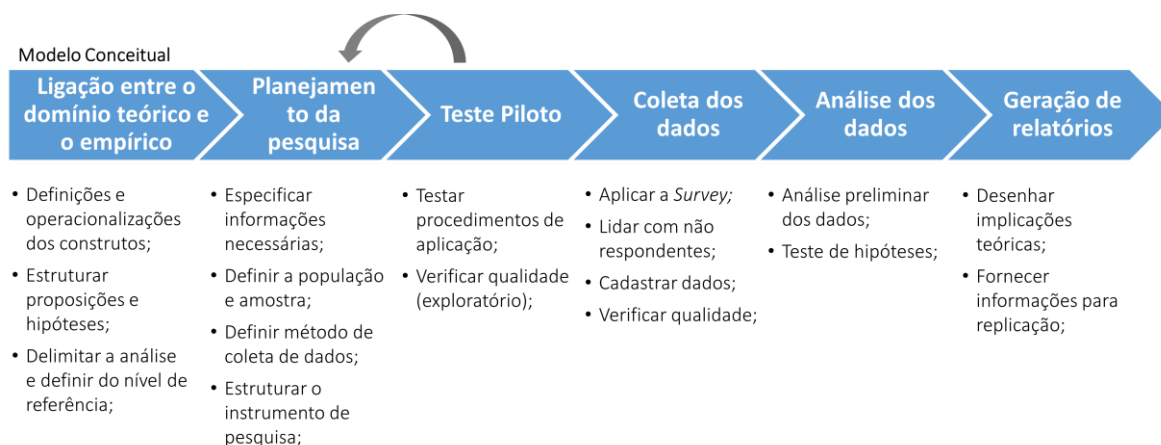 Modelo Conceitual
Ligação entre o
domínio teórico e
o empírico
Planejamen
to da
pesquisa
Teste Piloto
Coleta dos
dados
Análise dos
dados
Geração de
relatórios
• Definições e
operacionalizações
dos construtos;
• Estruturar
proposições e
hipóteses;
• Delimitar a análise
e definir do nível de
referência;
• Especificar
informações
necessárias;
• Definir a população
e amostra;
• Definir método de
coleta de dados;
• Estruturar o
instrumento de
pesquisa;
• Testar
procedimentos de
aplicação;
• Verificar qualidade
(exploratório);
• Aplicar a Survey;
• Lidar com não
respondentes;
• Cadastrar dados;
• Verificar qualidade;
• Análise preliminar
dos dados;
• Teste de hipóteses;
• Desenhar
implicações
teóricas;
• Fornecer
informações para
replicação;